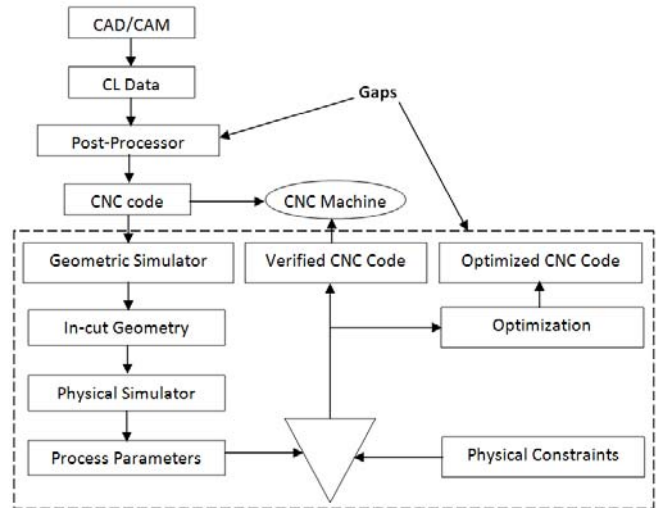 CAD/CAM
CL Data
Gaps
Post-Processor
CNC code
CNC Machine
Geometric Simulator
Verified CNC Code
Optimized CNC Code
In-cut Geometry
Optimization
Physical Simulator
Process Parameters
Physical Constraints